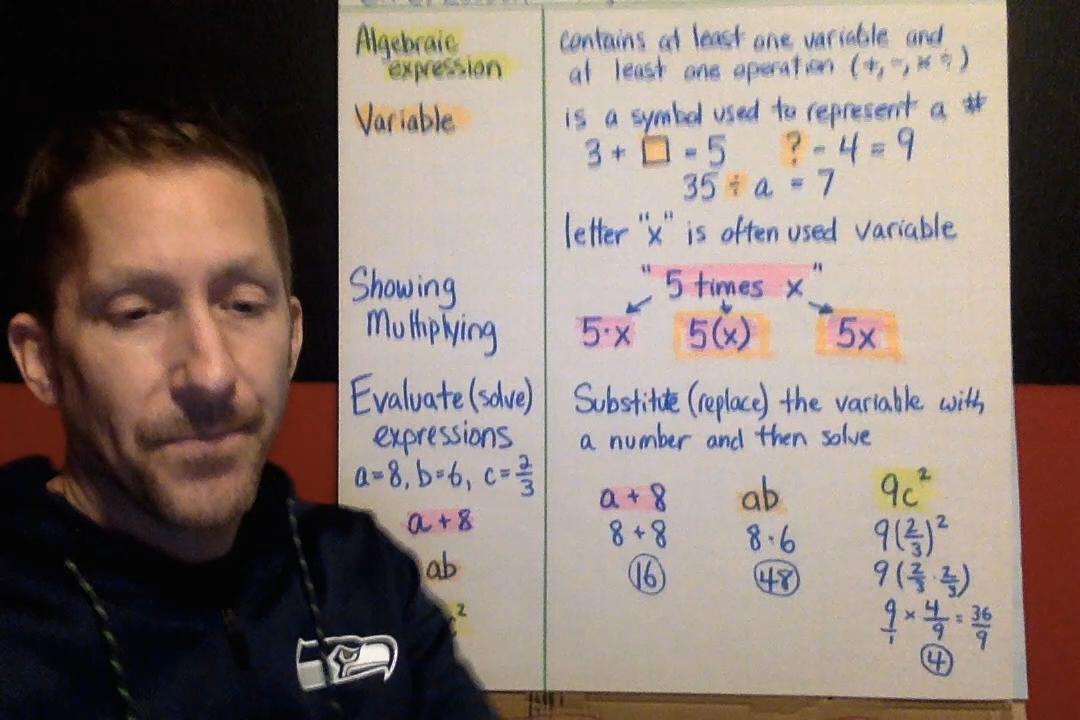 Algebraic
expression
contains at least one variable and
at least one operation (+, -, × ÷)
Variable
is a symbol used to represent a #
3 + □ = 5 ? - 4 = 9
35 ÷ a = 7
letter "x" is often used variable
Showing
Multiplying
"5 times x"
5·x 5(x) 5x
Evaluate (solve)
expressions
a=8, b=6, c=2/3
a + 8
ab
c²
Substitute (replace) the variable with
a number and then solve
a + 8 ab 9c²
8 + 8 8·6 9(2/3)²
16 48 9(2/3 · 2/3)
9/1 × 4/9 = 36/9
4